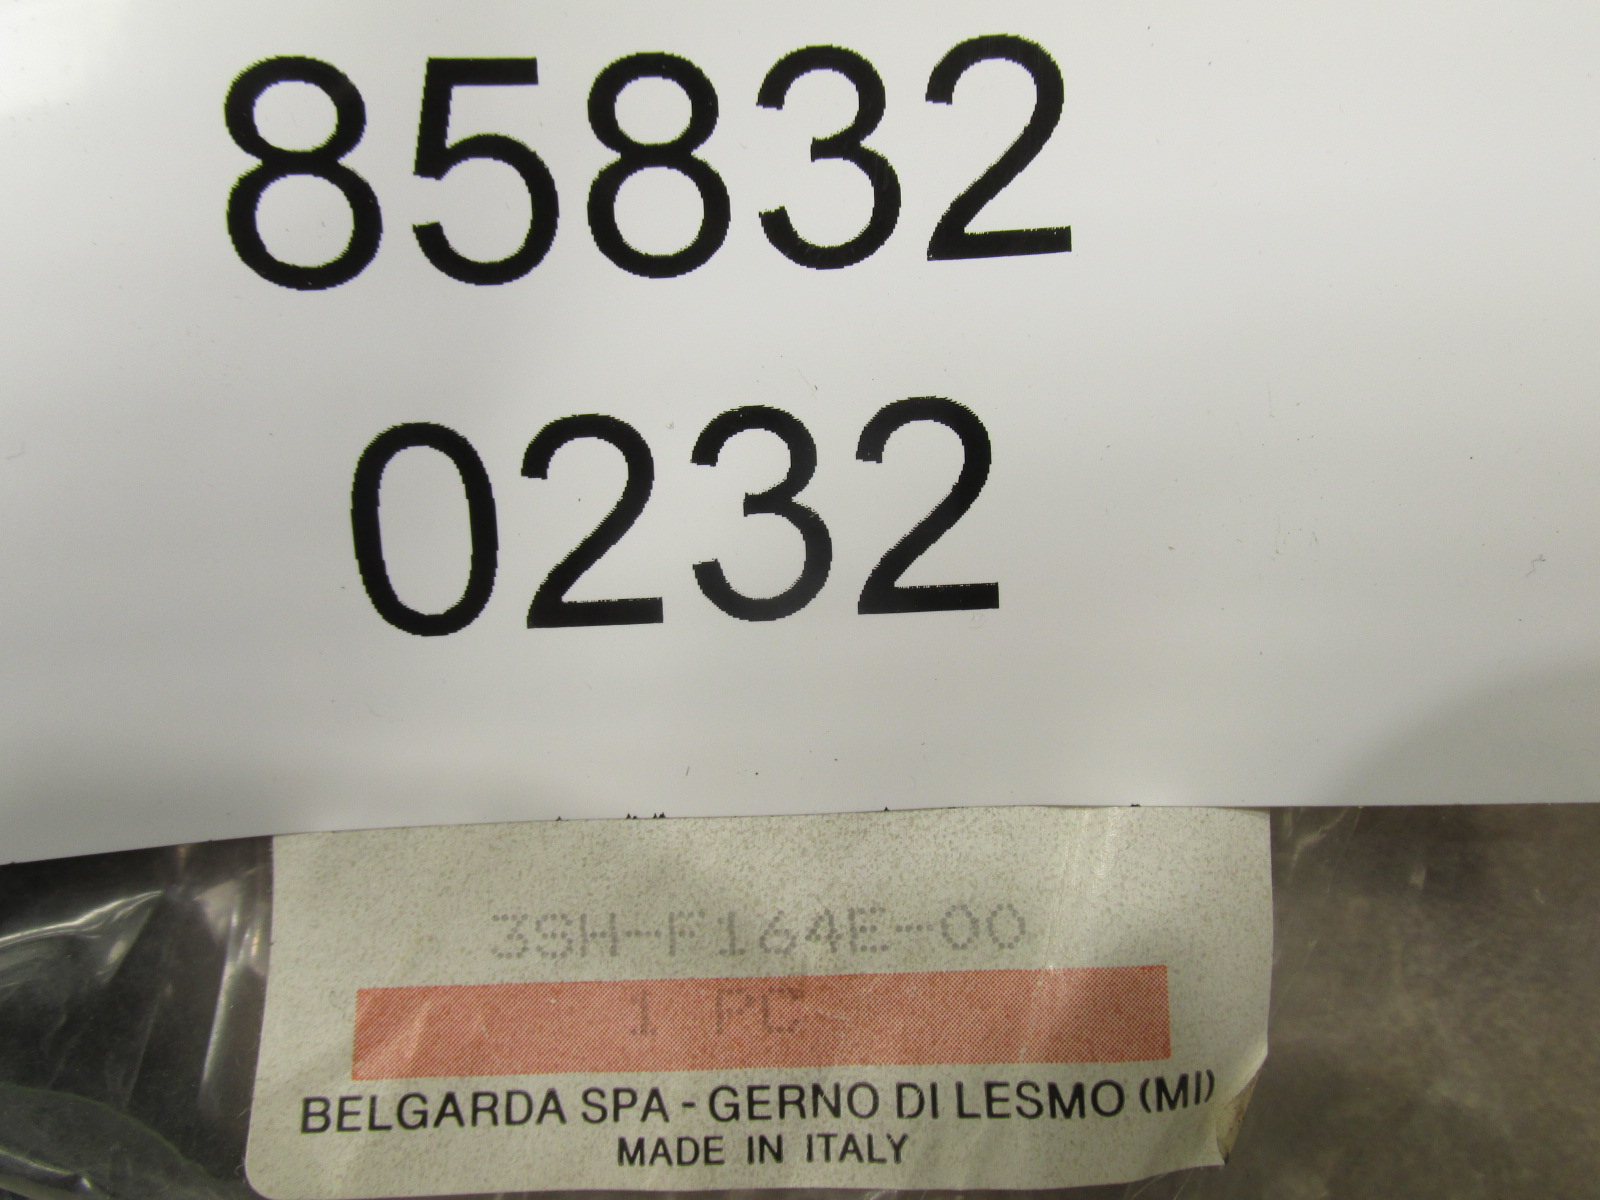 85832
0232
3SH-F164E-00
1 PC
BELGARDA SPA - GERNO DI LESMO (MI)
MADE IN ITALY